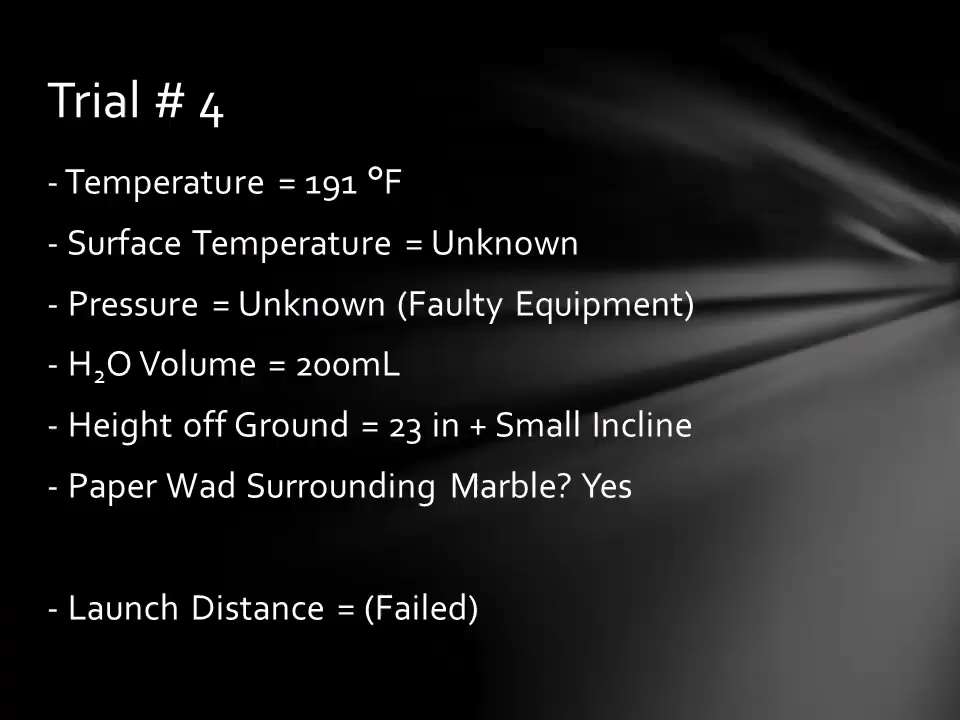 Trial # 4
- Temperature = 191 °F
- Surface Temperature = Unknown
- Pressure = Unknown (Faulty Equipment)
- H₂O Volume = 200mL
- Height off Ground = 23 in + Small Incline
- Paper Wad Surrounding Marble? Yes
- Launch Distance = (Failed)